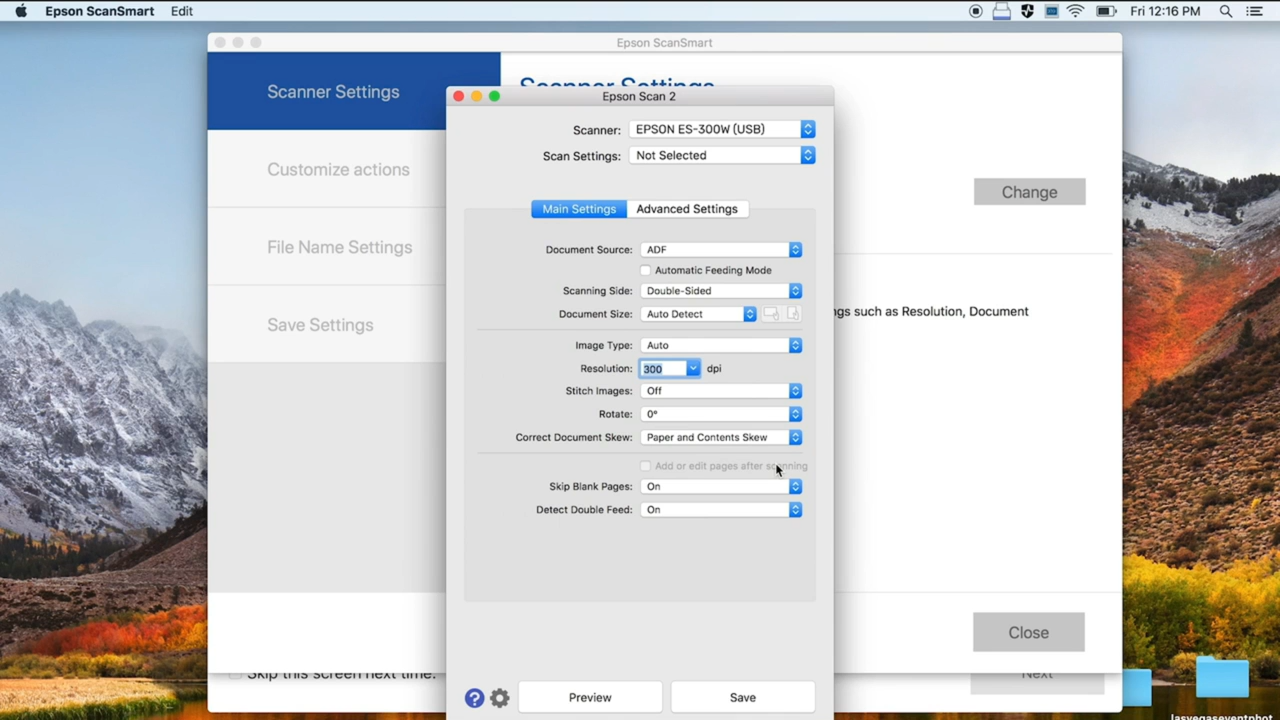 Epson ScanSmart Edit Fri 12:16 PM
Epson ScanSmart
Scanner Settings
Scanner Settings
Customize actions
File Name Settings
Save Settings
Change
ngs such as Resolution, Document
Close
Skip this screen next time.
Next
Epson Scan 2
Scanner: EPSON ES-300W (USB)
Scan Settings: Not Selected
Main Settings Advanced Settings
Document Source: ADF
Automatic Feeding Mode
Scanning Side: Double-Sided
Document Size: Auto Detect
Image Type: Auto
Resolution: 300 dpi
Stitch Images: Off
Rotate: 0°
Correct Document Skew: Paper and Contents Skew
Add or edit pages after scanning
Skip Blank Pages: On
Detect Double Feed: On
? Preview Save
lasvegaseventphot